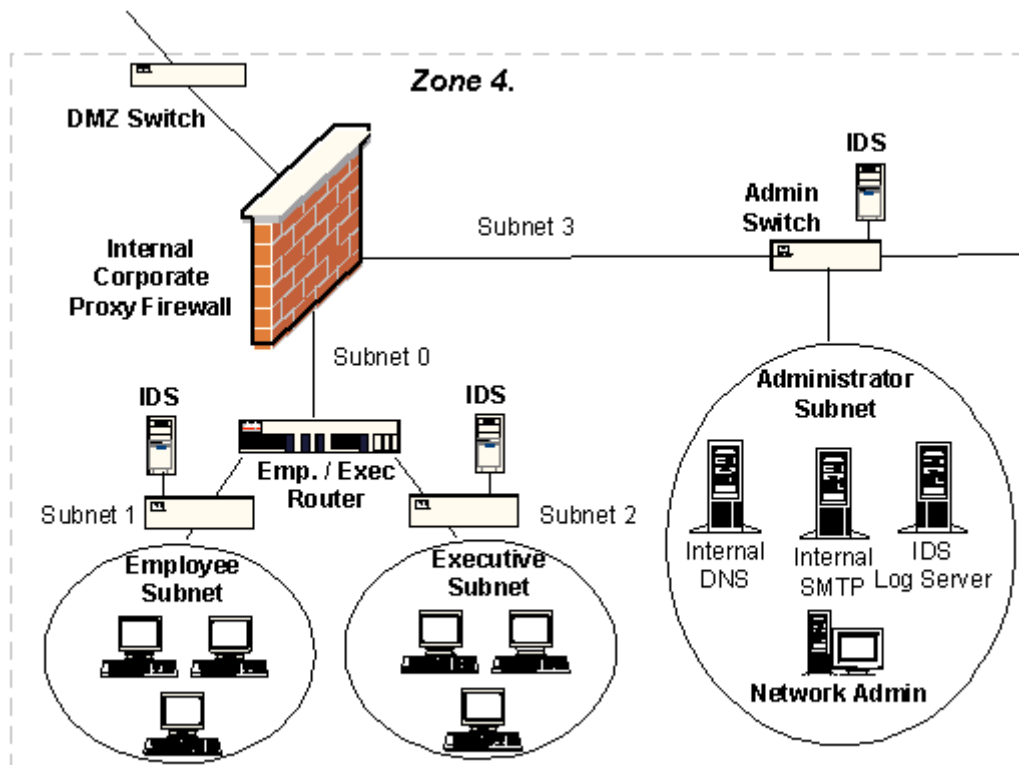 Zone 4.
DMZ Switch
IDS
Admin
Switch
Subnet 3
Internal
Corporate
Proxy Firewall
Subnet 0
IDS
IDS
Emp. / Exec
Router
Subnet 1
Subnet 2
Employee
Subnet
Executive
Subnet
Administrator
Subnet
Internal
DNS
Internal
SMTP
IDS
Log Server
Network Admin